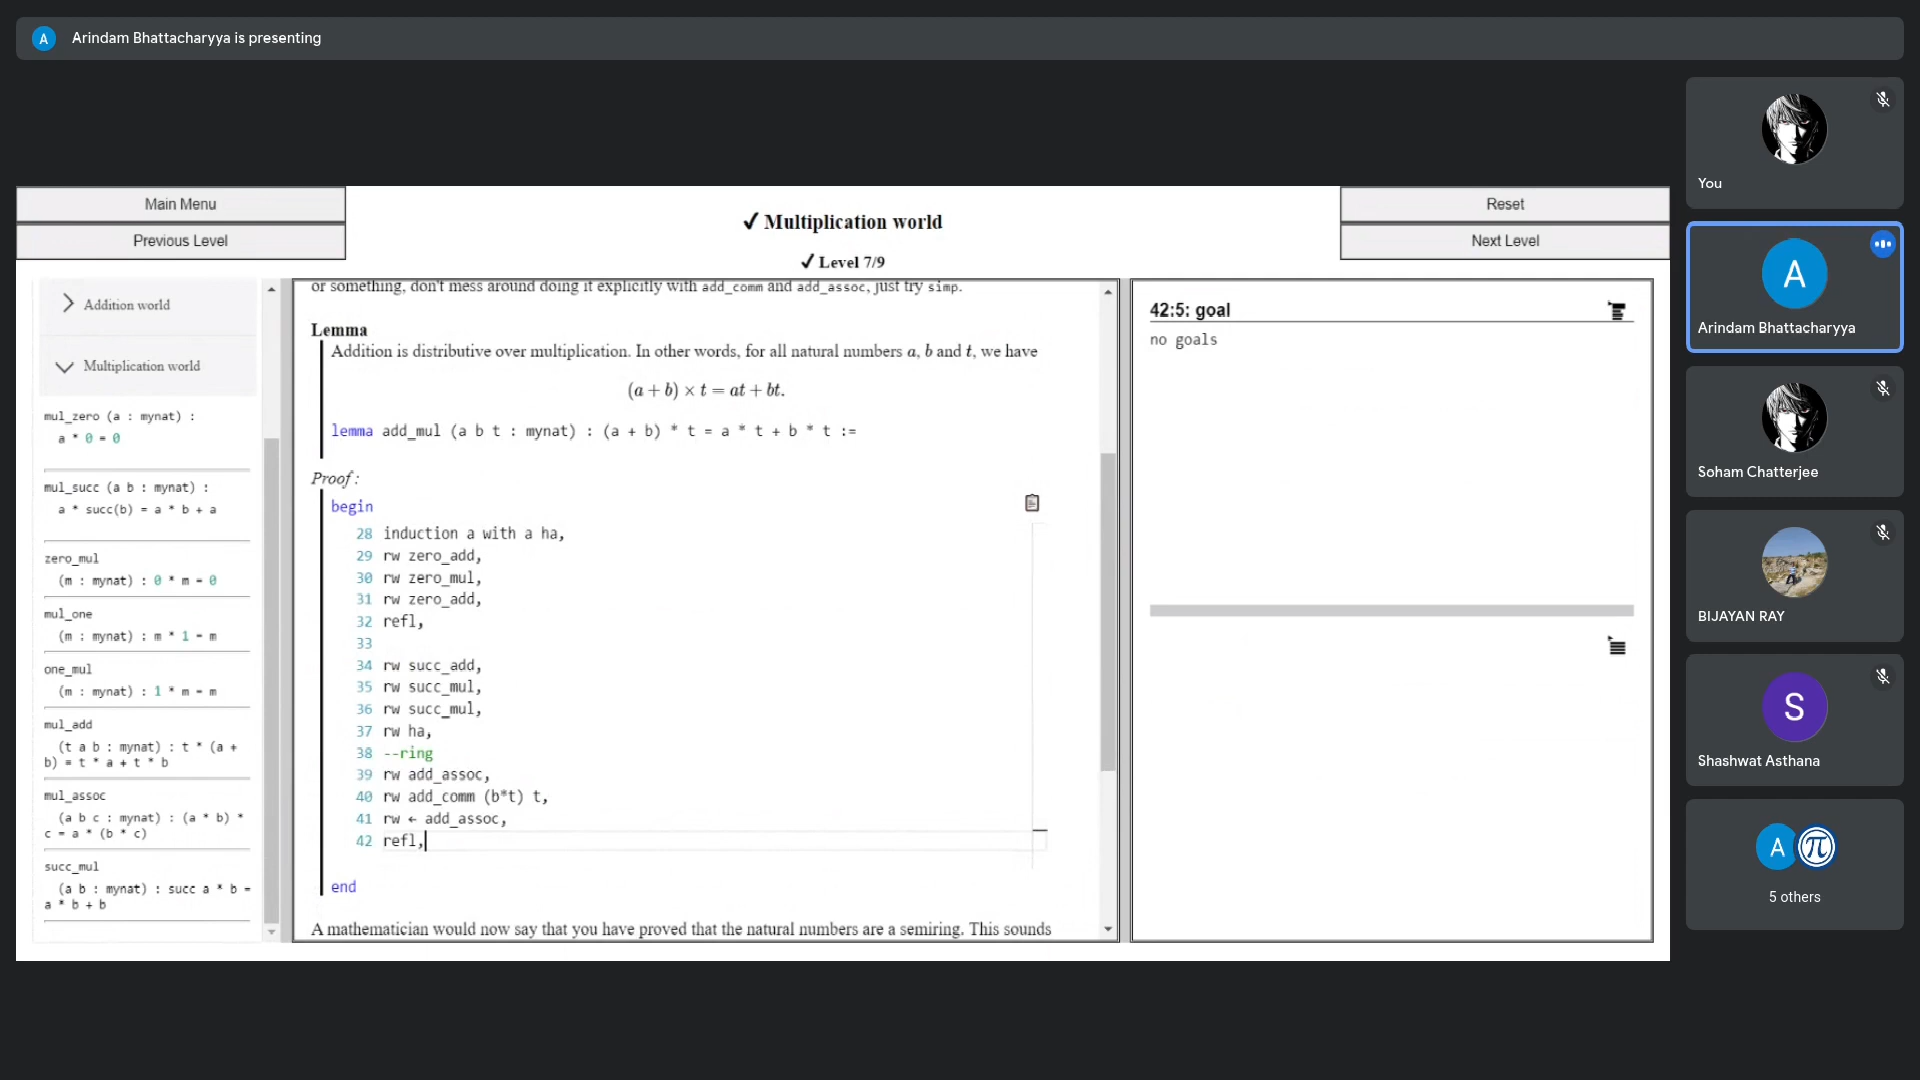 A Arindam Bhattacharyya is presenting
Main Menu
Previous Level
✓ Multiplication world
✓ Level 7/9
Reset
Next Level
Addition world
Multiplication world
mul_zero (a : mynat) :
a * 0 = 0
mul_succ (a b : mynat) :
a * succ(b) = a * b + a
zero_mul
(m : mynat) : 0 * m = 0
mul_one
(m : mynat) : m * 1 = m
one_mul
(m : mynat) : 1 * m = m
mul_add
(t a b : mynat) : t * (a +
b) = t * a + t * b
mul_assoc
(a b c : mynat) : (a * b) *
c = a * (b * c)
succ_mul
(a b : mynat) : succ a * b =
a * b + b
or something, don't mess around doing it explicitly with add_comm and add_assoc, just try simp.
Lemma
Addition is distributive over multiplication. In other words, for all natural numbers a, b and t, we have
(a + b) × t = at + bt.
lemma add_mul (a b t : mynat) : (a + b) * t = a * t + b * t :=
Proof :
begin
28 induction a with a ha,
29 rw zero_add,
30 rw zero_mul,
31 rw zero_add,
32 refl,
33
34 rw succ_add,
35 rw succ_mul,
36 rw succ_mul,
37 rw ha,
38 --ring
39 rw add_assoc,
40 rw add_comm (b*t) t,
41 rw ← add_assoc,
42 refl,
end
A mathematician would now say that you have proved that the natural numbers are a semiring. This sounds
42:5: goal
no goals
You
A
Arindam Bhattacharyya
Soham Chatterjee
BIJAYAN RAY
S
Shashwat Asthana
A π
5 others